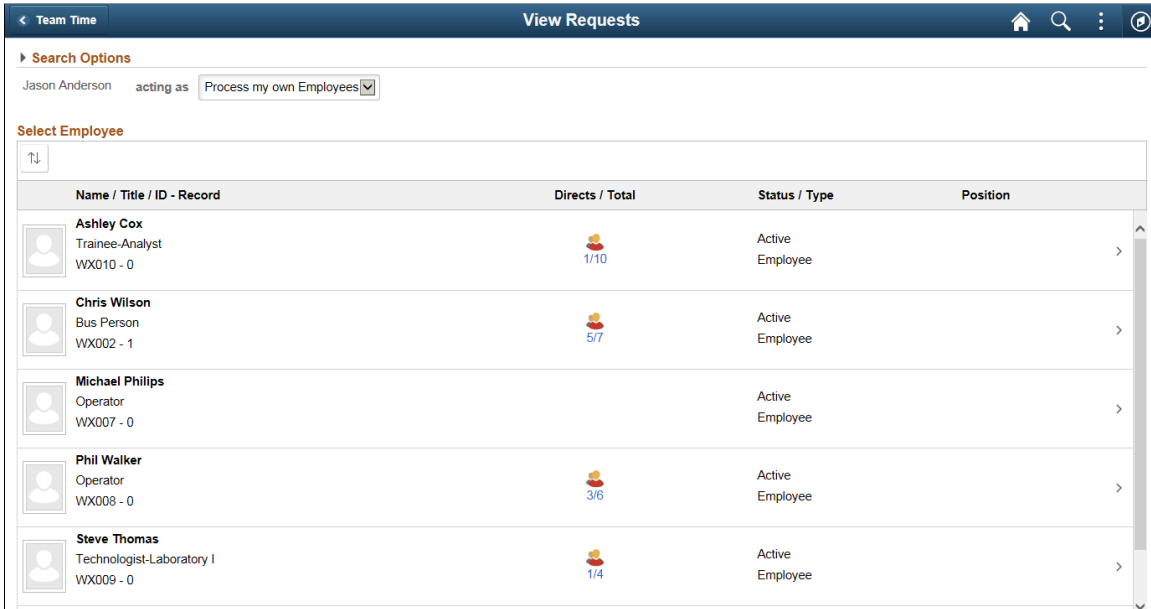 Team Time
View Requests
Search Options
Jason Anderson acting as Process my own Employees
Select Employee
Name / Title / ID - Record Directs / Total Status / Type Position
Ashley Cox
Trainee-Analyst Active
WX010 - 0 1/10 Employee
Chris Wilson
Bus Person Active
WX002 - 1 5/7 Employee
Michael Philips
Operator Active
WX007 - 0 Employee
Phil Walker
Operator Active
WX008 - 0 3/6 Employee
Steve Thomas
Technologist-Laboratory I Active
WX009 - 0 1/4 Employee